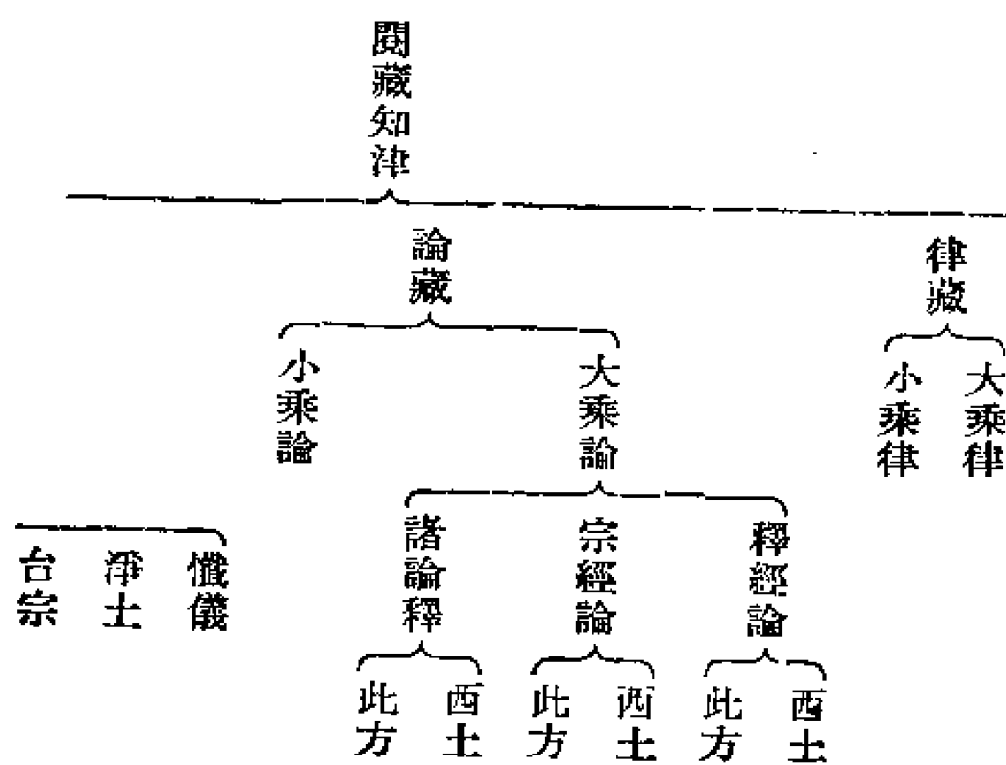 閱藏知津
律藏
大乘律
小乘律
論藏
大乘論
釋經論
西土
此方
宗經論
西土
此方
諸論釋
西土
此方
小乘論
懺儀
淨土
台宗